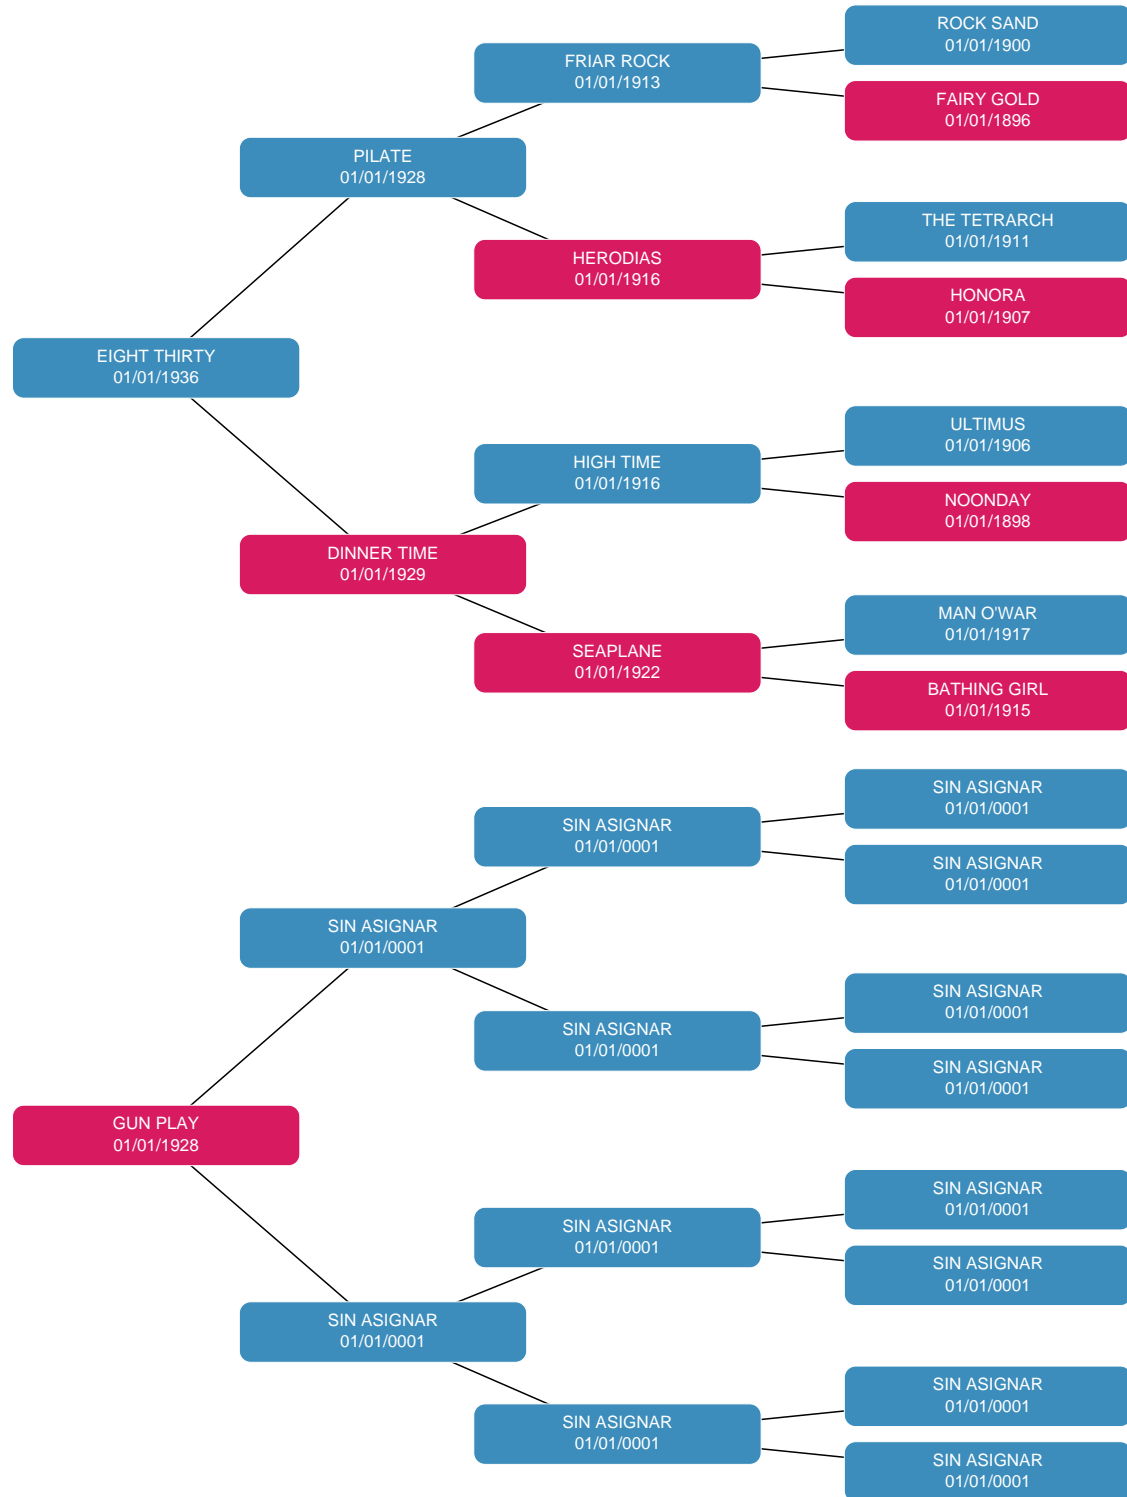 ROCK SAND
01/01/1900
FRIAR ROCK
01/01/1913
FAIRY GOLD
01/01/1896
PILATE
01/01/1928
THE TETRARCH
01/01/1911
HERODIAS
01/01/1916
HONORA
01/01/1907
EIGHT THIRTY
01/01/1936
ULTIMUS
01/01/1906
HIGH TIME
01/01/1916
NOONDAY
01/01/1898
DINNER TIME
01/01/1929
MAN O'WAR
01/01/1917
SEAPLANE
01/01/1922
BATHING GIRL
01/01/1915
SIN ASIGNAR
01/01/0001
SIN ASIGNAR
01/01/0001
SIN ASIGNAR
01/01/0001
SIN ASIGNAR
01/01/0001
SIN ASIGNAR
01/01/0001
SIN ASIGNAR
01/01/0001
SIN ASIGNAR
01/01/0001
GUN PLAY
01/01/1928
SIN ASIGNAR
01/01/0001
SIN ASIGNAR
01/01/0001
SIN ASIGNAR
01/01/0001
SIN ASIGNAR
01/01/0001
SIN ASIGNAR
01/01/0001
SIN ASIGNAR
01/01/0001
SIN ASIGNAR
01/01/0001